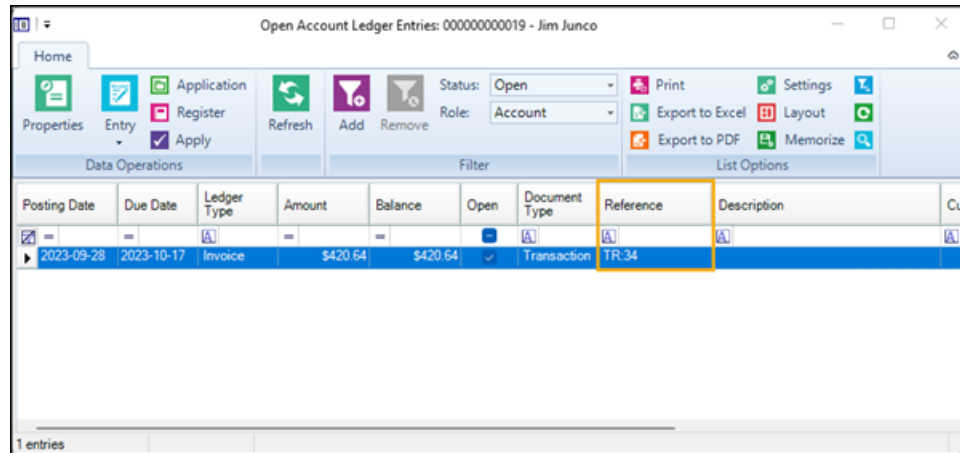 Open Account Ledger Entries: 000000000019 - Jim Junco
Home
Properties
Entry
Application
Register
Apply
Data Operations
Refresh
Add
Remove
Status: Open
Role: Account
Filter
Print
Export to Excel
Export to PDF
Settings
Layout
Memorize
List Options
Posting Date Due Date Ledger Type Amount Balance Open Document Type Reference Description Cu
= = A = = A A A A
2023-09-28 2023-10-17 Invoice $420.64 $420.64 Transaction TR:34
1 entries